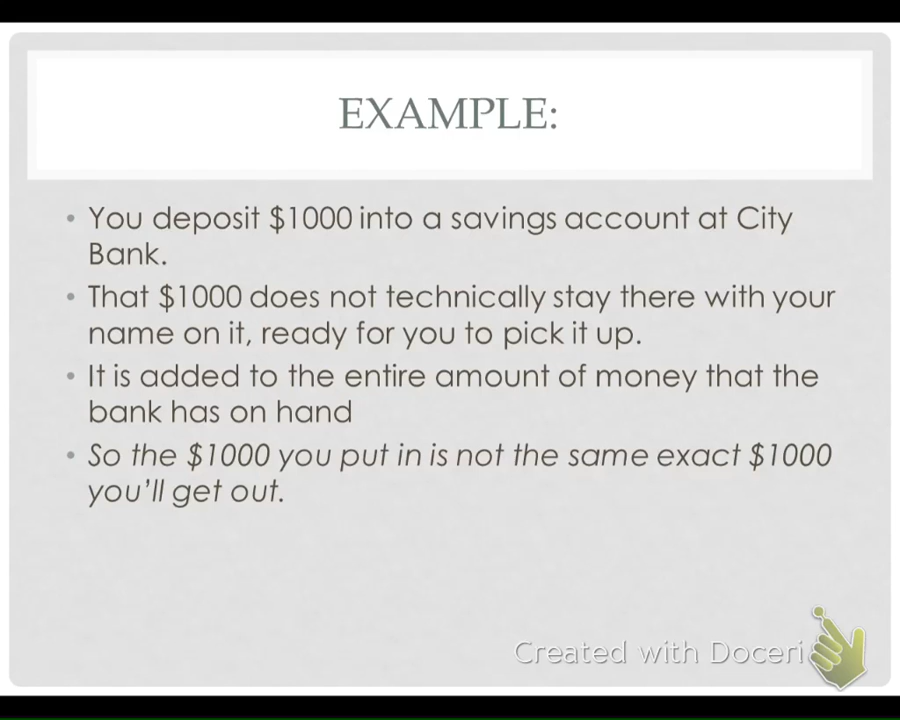 EXAMPLE:
• You deposit $1000 into a savings account at City
Bank.
• That $1000 does not technically stay there with your
name on it, ready for you to pick it up.
• It is added to the entire amount of money that the
bank has on hand
• So the $1000 you put in is not the same exact $1000
you’ll get out.
Created with Doceri